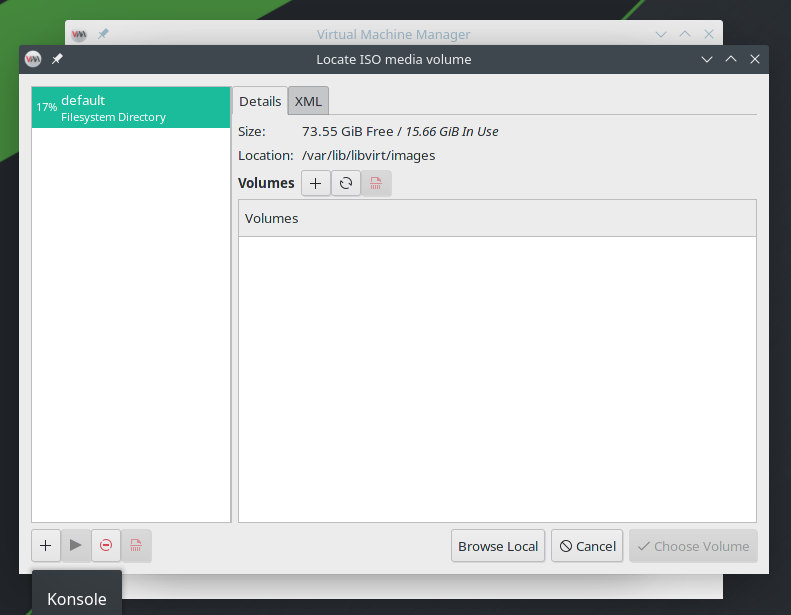 Virtual Machine Manager
Locate ISO media volume
17% default
Filesystem Directory
Details XML
Size: 73.55 GiB Free / 15.66 GiB In Use
Location: /var/lib/libvirt/images
Volumes
Volumes
Browse Local Cancel Choose Volume
Konsole